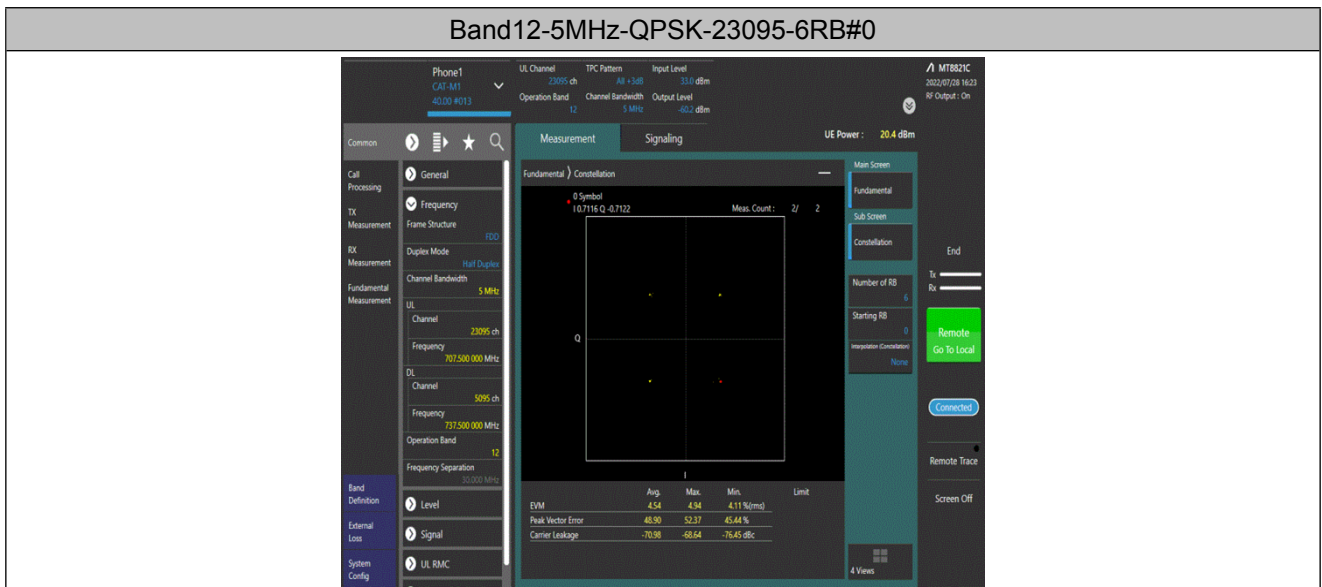 Band12-5MHz-QPSK-23095-6RB#0
Phone1
CAT-M1
40.00 #013
UL Channel TPC Pattern Input Level
23095 ch All +3dB 33.0 dBm
Operation Band Channel Bandwidth Output Level
12 5 MHz -60.2 dBm
MT8821C
2022/07/28 16:23
RF Output : On
Common
Call
Processing
TX
Measurement
RX
Measurement
Fundamental
Measurement
Band
Definition
External
Loss
System
Config
General
Frequency
Frame Structure
FDD
Duplex Mode
Half Duplex
Channel Bandwidth
5 MHz
UL
Channel
23095 ch
Frequency
707.500 000 MHz
DL
Channel
5095 ch
Frequency
737.500 000 MHz
Operation Band
12
Frequency Separation
30.000 MHz
Level
Signal
UL RMC
Measurement Signaling
UE Power : 20.4 dBm
Fundamental Constellation
0 Symbol
I 0.7116 Q -0.7122 Meas. Count : 2/ 2
Q
I
Avg. Max. Min. Limit
EVM 4.54 4.94 4.11 %(rms)
Peak Vector Error 48.90 52.37 45.44 %
Carrier Leakage -70.98 -68.64 -76.45 dBc
Main Screen
Fundamental
Sub Screen
Constellation
Number of RB
6
Starting RB
0
Interpolation (Constellation)
None
4 Views
End
Tx
Rx
Remote
Go To Local
Connected
Remote Trace
Screen Off